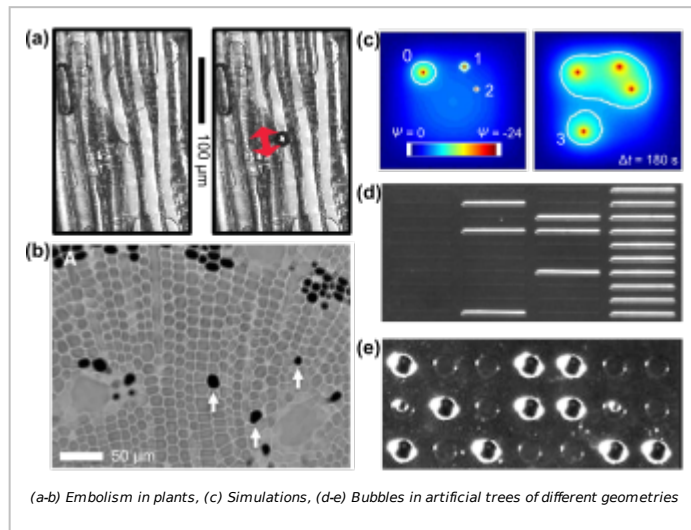 (a)
100 µm
(b)
A
50 µm
(c)
0
1
2
Ψ = 0
Ψ = -24
3
Δt = 180 s
(d)
(e)
(a-b) Embolism in plants, (c) Simulations, (d-e) Bubbles in artificial trees of different geometries